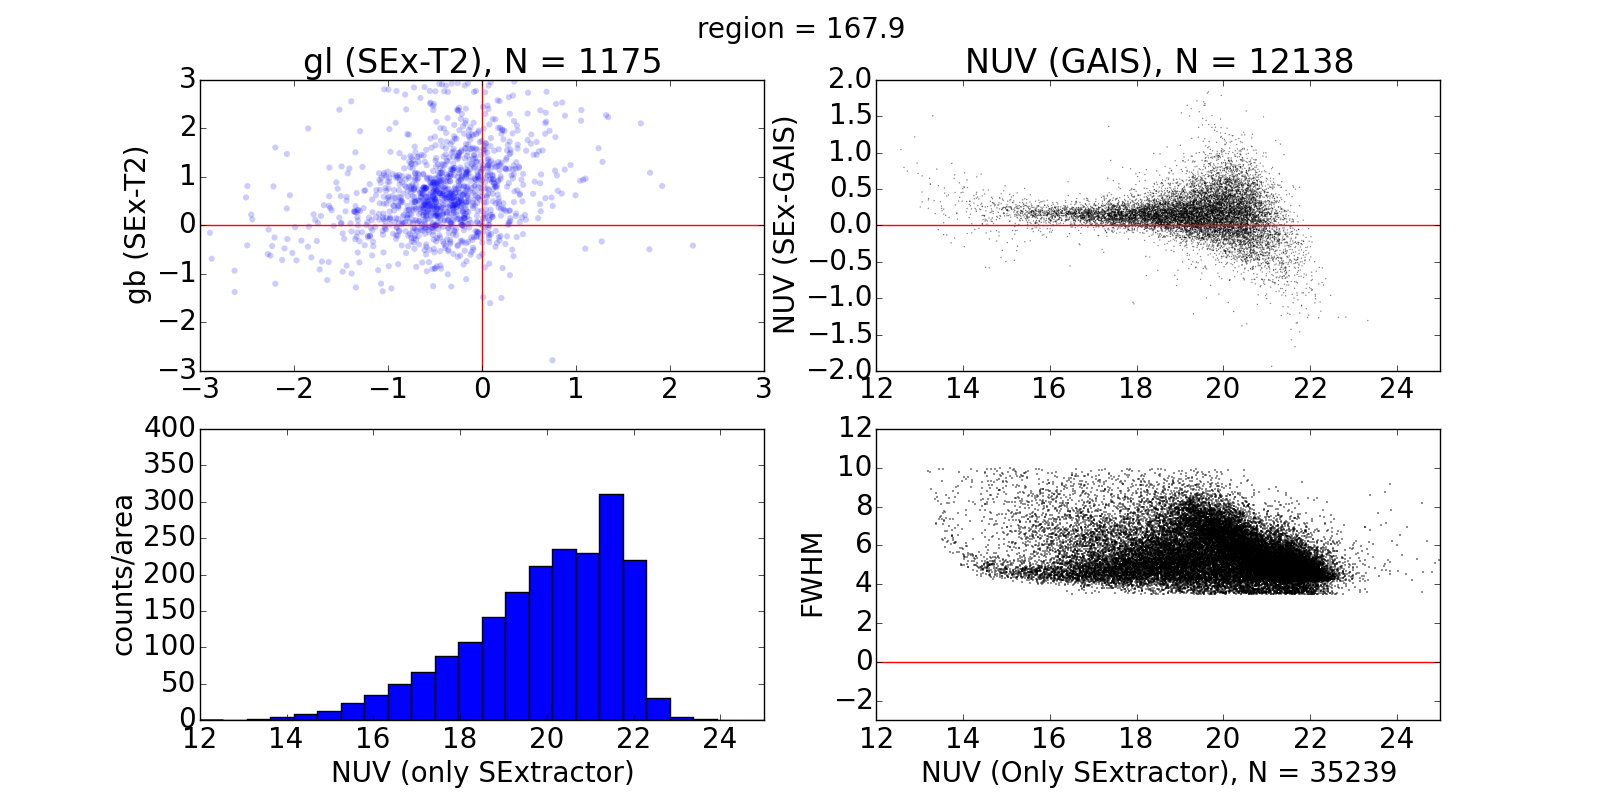 region = 167.9
gl (SEx-T2), N = 1175
NUV (GAIS), N = 12138
gb (SEx-T2)
3
2
1
0
−1
−2
−3
−3 −2 −1 0 1 2 3
NUV (SEx-GAIS)
2.0
1.5
1.0
0.5
0.0
−0.5
−1.0
−1.5
−2.0
12 14 16 18 20 22 24
counts/area
400
350
300
250
200
150
100
50
0
12 14 16 18 20 22 24
NUV (only SExtractor)
FWHM
12
10
8
6
4
2
0
−2
12 14 16 18 20 22 24
NUV (Only SExtractor), N = 35239